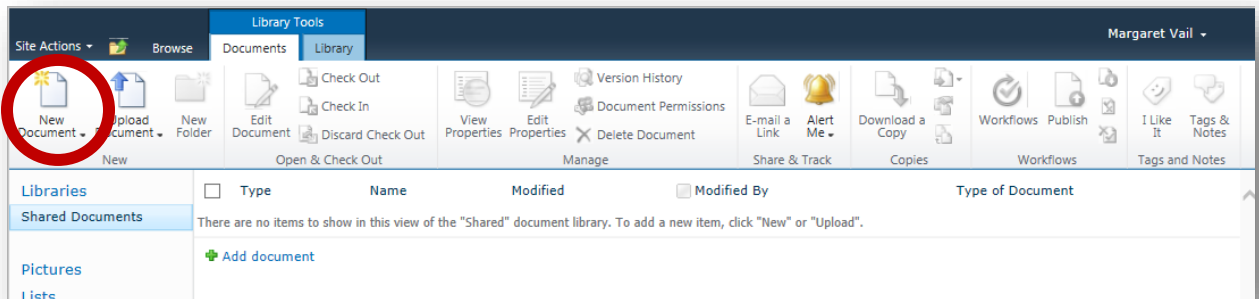 Library Tools
Site Actions Browse Documents Library Margaret Vail
New Document
Upload Document
New Folder
New
Edit Document
Check Out
Check In
Discard Check Out
Open & Check Out
View Properties
Edit Properties
Version History
Document Permissions
Delete Document
Manage
E-mail a Link
Alert Me
Share & Track
Download a Copy
Copies
Workflows
Publish
Workflows
I Like It
Tags & Notes
Tags and Notes
Libraries
Shared Documents
Pictures
Lists
Type Name Modified Modified By Type of Document
There are no items to show in this view of the "Shared" document library. To add a new item, click "New" or "Upload".
Add document